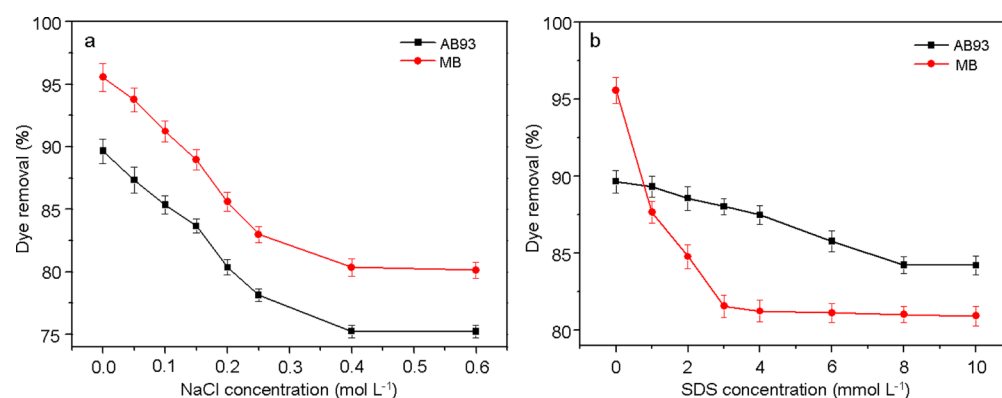 a
AB93
MB
100
95
90
85
80
75
Dye removal (%)
0.0 0.1 0.2 0.3 0.4 0.5 0.6
NaCl concentration (mol L⁻¹)
b
AB93
MB
100
95
90
85
80
Dye removal (%)
0 2 4 6 8 10
SDS concentration (mmol L⁻¹)